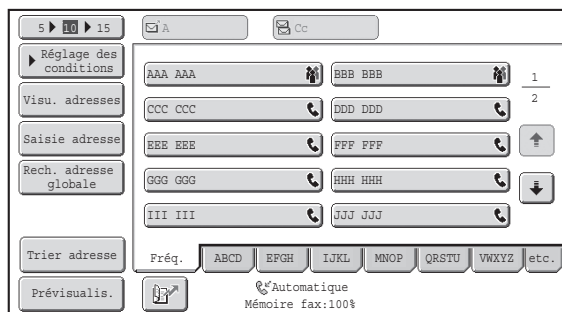 5 10 15
A
Cc
Réglage des
conditions
Visu. adresses
Saisie adresse
Rech. adresse
globale
Trier adresse
Prévisualis.
AAA AAA
BBB BBB
CCC CCC
DDD DDD
EEE EEE
FFF FFF
GGG GGG
HHH HHH
III III
JJJ JJJ
1
2
Fréq.
ABCD
EFGH
IJKL
MNOP
QRSTU
VWXYZ
etc.
Automatique
Mémoire fax:100%